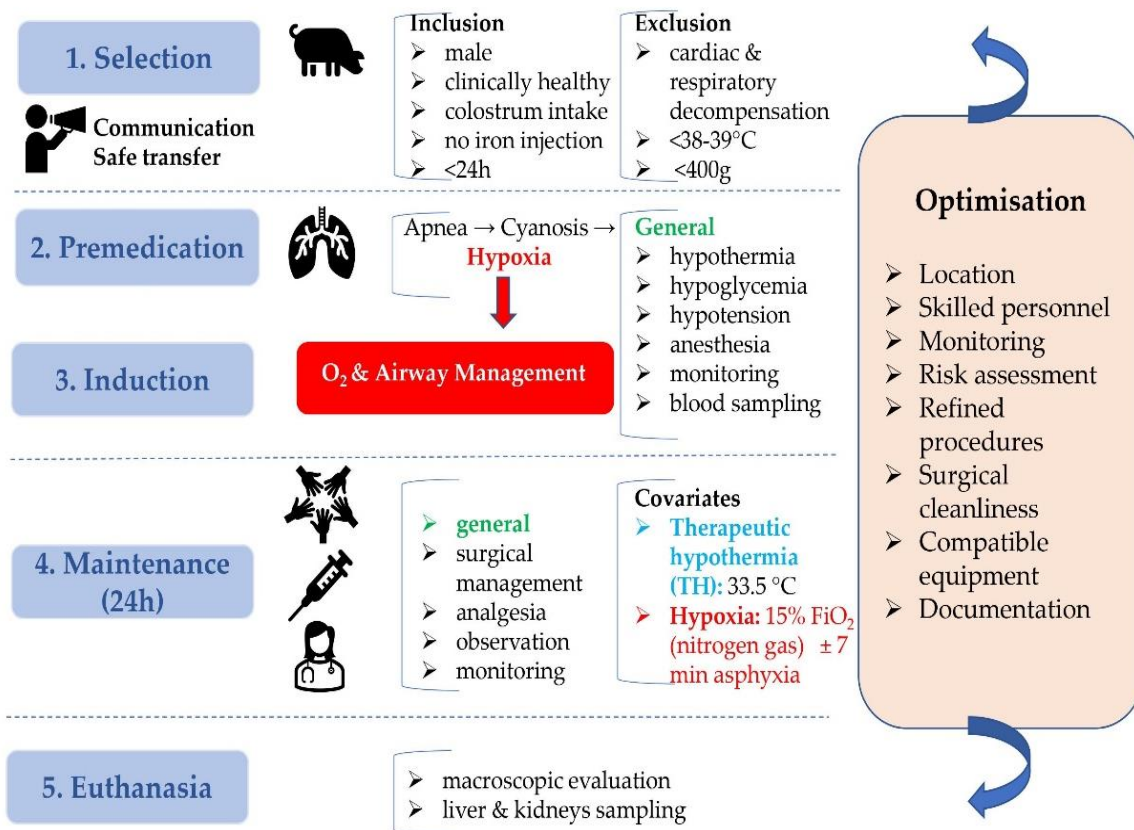 1. Selection
Communication
Safe transfer
Inclusion
➢ male
➢ clinically healthy
➢ colostrum intake
➢ no iron injection
➢ <24h
Exclusion
➢ cardiac &
respiratory
decompensation
➢ <38-39°C
➢ <400g
2. Premedication
Apnea → Cyanosis →
Hypoxia
3. Induction
O₂ & Airway Management
General
➢ hypothermia
➢ hypoglycemia
➢ hypotension
➢ anesthesia
➢ monitoring
➢ blood sampling
4. Maintenance
(24h)
➢ general
➢ surgical
management
➢ analgesia
➢ observation
➢ monitoring
Covariates
➢ Therapeutic
hypothermia
(TH): 33.5 °C
➢ Hypoxia: 15% FiO₂
(nitrogen gas) ± 7
min asphyxia
5. Euthanasia
➢ macroscopic evaluation
➢ liver & kidneys sampling
Optimisation
➢ Location
➢ Skilled personnel
➢ Monitoring
➢ Risk assessment
➢ Refined
procedures
➢ Surgical
cleanliness
➢ Compatible
equipment
➢ Documentation